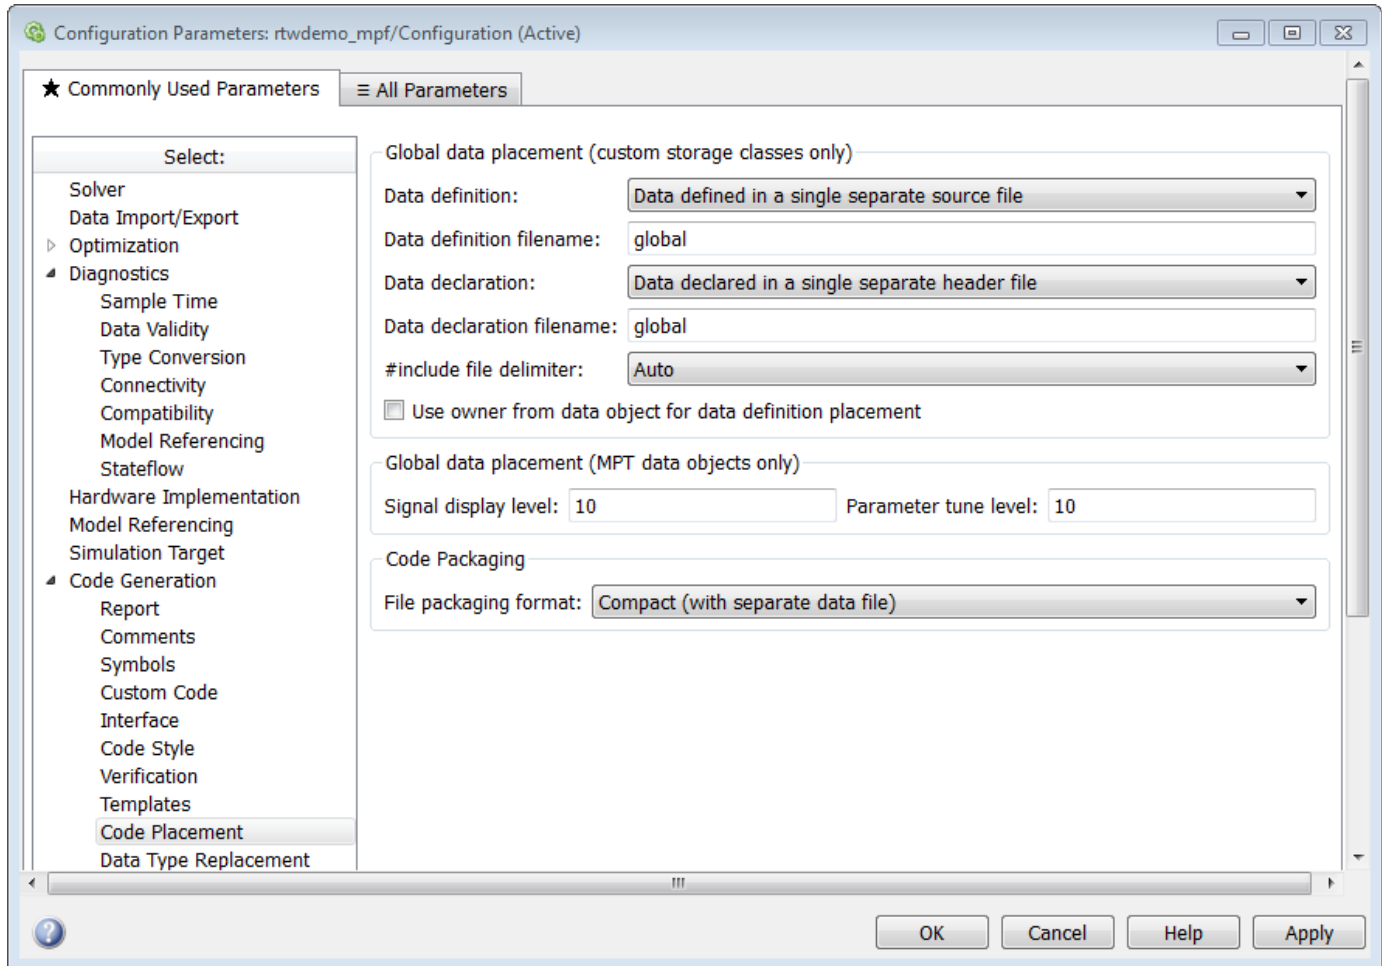 Configuration Parameters: rtwdemo_mpf/Configuration (Active)
★ Commonly Used Parameters
≡ All Parameters
Select:
Solver
Data Import/Export
Optimization
Diagnostics
Sample Time
Data Validity
Type Conversion
Connectivity
Compatibility
Model Referencing
Stateflow
Hardware Implementation
Model Referencing
Simulation Target
Code Generation
Report
Comments
Symbols
Custom Code
Interface
Code Style
Verification
Templates
Code Placement
Data Type Replacement
Global data placement (custom storage classes only)
Data definition: Data defined in a single separate source file
Data definition filename: global
Data declaration: Data declared in a single separate header file
Data declaration filename: global
#include file delimiter: Auto
Use owner from data object for data definition placement
Global data placement (MPT data objects only)
Signal display level: 10 Parameter tune level: 10
Code Packaging
File packaging format: Compact (with separate data file)
? OK Cancel Help Apply